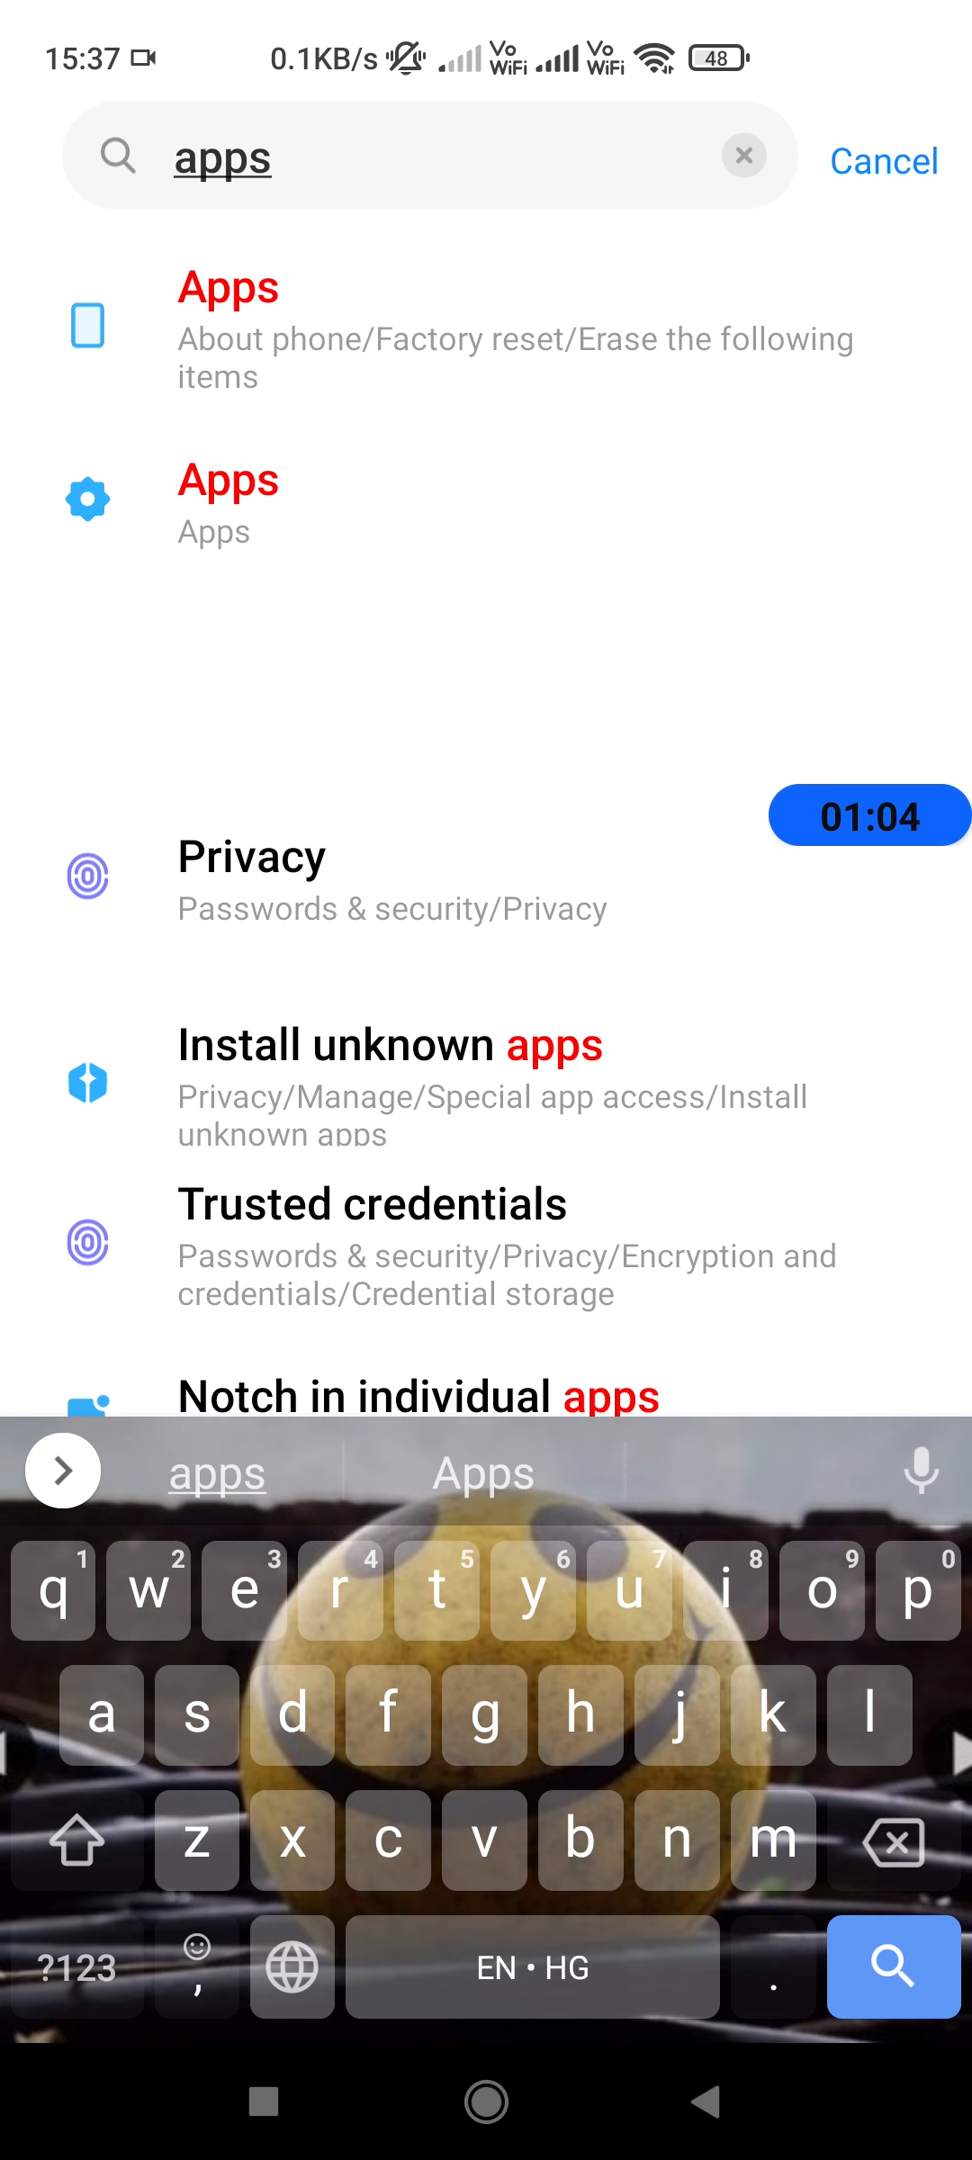 15:37 0.1KB/s Vo WiFi Vo WiFi 48
apps Cancel
Apps
About phone/Factory reset/Erase the following
items
Apps
Apps
01:04
Privacy
Passwords & security/Privacy
Install unknown apps
Privacy/Manage/Special app access/Install
unknown apps
Trusted credentials
Passwords & security/Privacy/Encryption and
credentials/Credential storage
Notch in individual apps
apps Apps
1 2 3 4 5 6 7 8 9 0
q w e r t y u i o p
a s d f g h j k l
z x c v b n m
?123 , EN • HG .